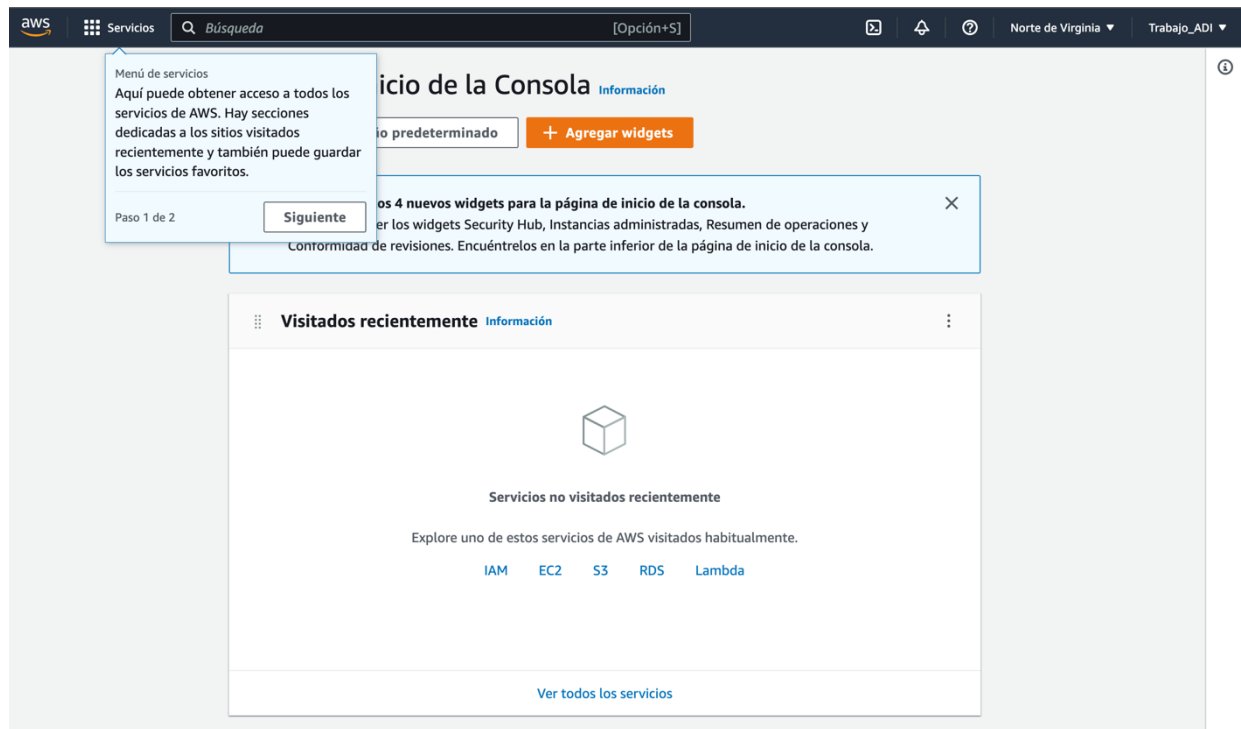 aws
Servicios
Búsqueda
[Opción+S]
Norte de Virginia ▼
Trabajo_ADI ▼
Menú de servicios
Aquí puede obtener acceso a todos los
servicios de AWS. Hay secciones
dedicadas a los sitios visitados
recientemente y también puede guardar
los servicios favoritos.
Paso 1 de 2
Siguiente
icio de la Consola Información
predeterminado
+ Agregar widgets
os 4 nuevos widgets para la página de inicio de la consola.
er los widgets Security Hub, Instancias administradas, Resumen de operaciones y
Conformidad de revisiones. Encuéntrelos en la parte inferior de la página de inicio de la consola.
Visitados recientemente Información
Servicios no visitados recientemente
Explore uno de estos servicios de AWS visitados habitualmente.
IAM EC2 S3 RDS Lambda
Ver todos los servicios